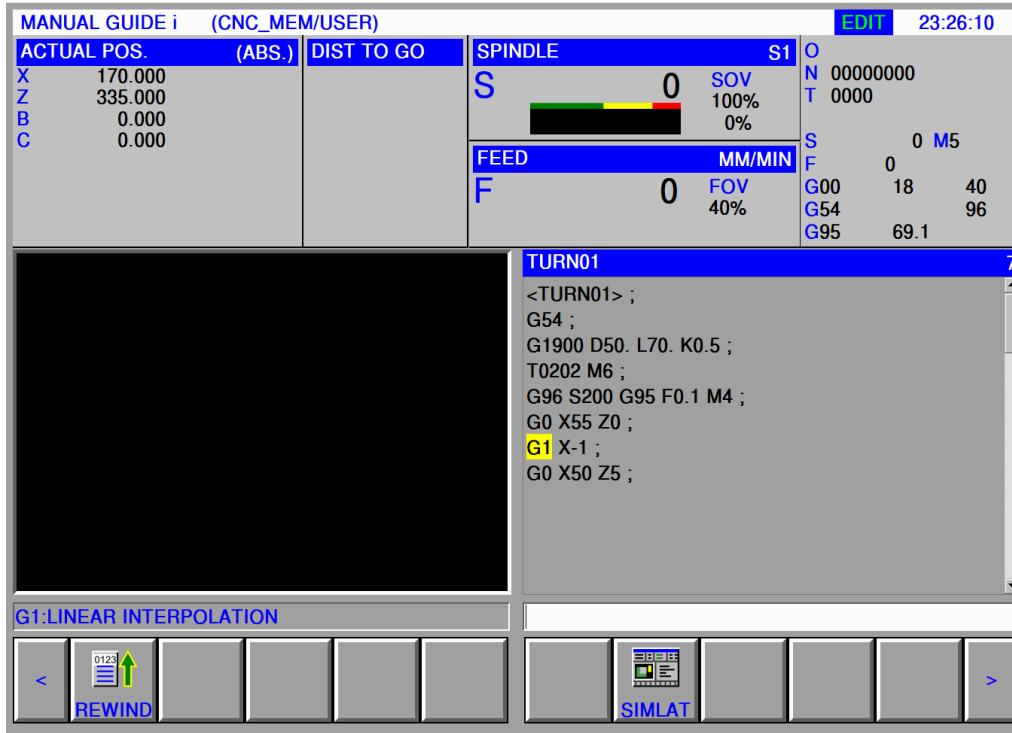 MANUAL GUIDE i (CNC_MEM/USER) EDIT 23:26:10
ACTUAL POS. (ABS.) DIST TO GO
X 170.000
Z 335.000
B 0.000
C 0.000
SPINDLE S1
S 0 SOV
100%
0%
FEED MM/MIN
F 0 FOV
40%
O
N 00000000
T 0000
S 0 M5
F 0
G00 18 40
G54 96
G95 69.1
TURN01 7
<TURN01> ;
G54 ;
G1900 D50. L70. K0.5 ;
T0202 M6 ;
G96 S200 G95 F0.1 M4 ;
G0 X55 Z0 ;
G1 X-1 ;
G0 X50 Z5 ;
G1:LINEAR INTERPOLATION
<
0123
REWIND
SIMLAT
>